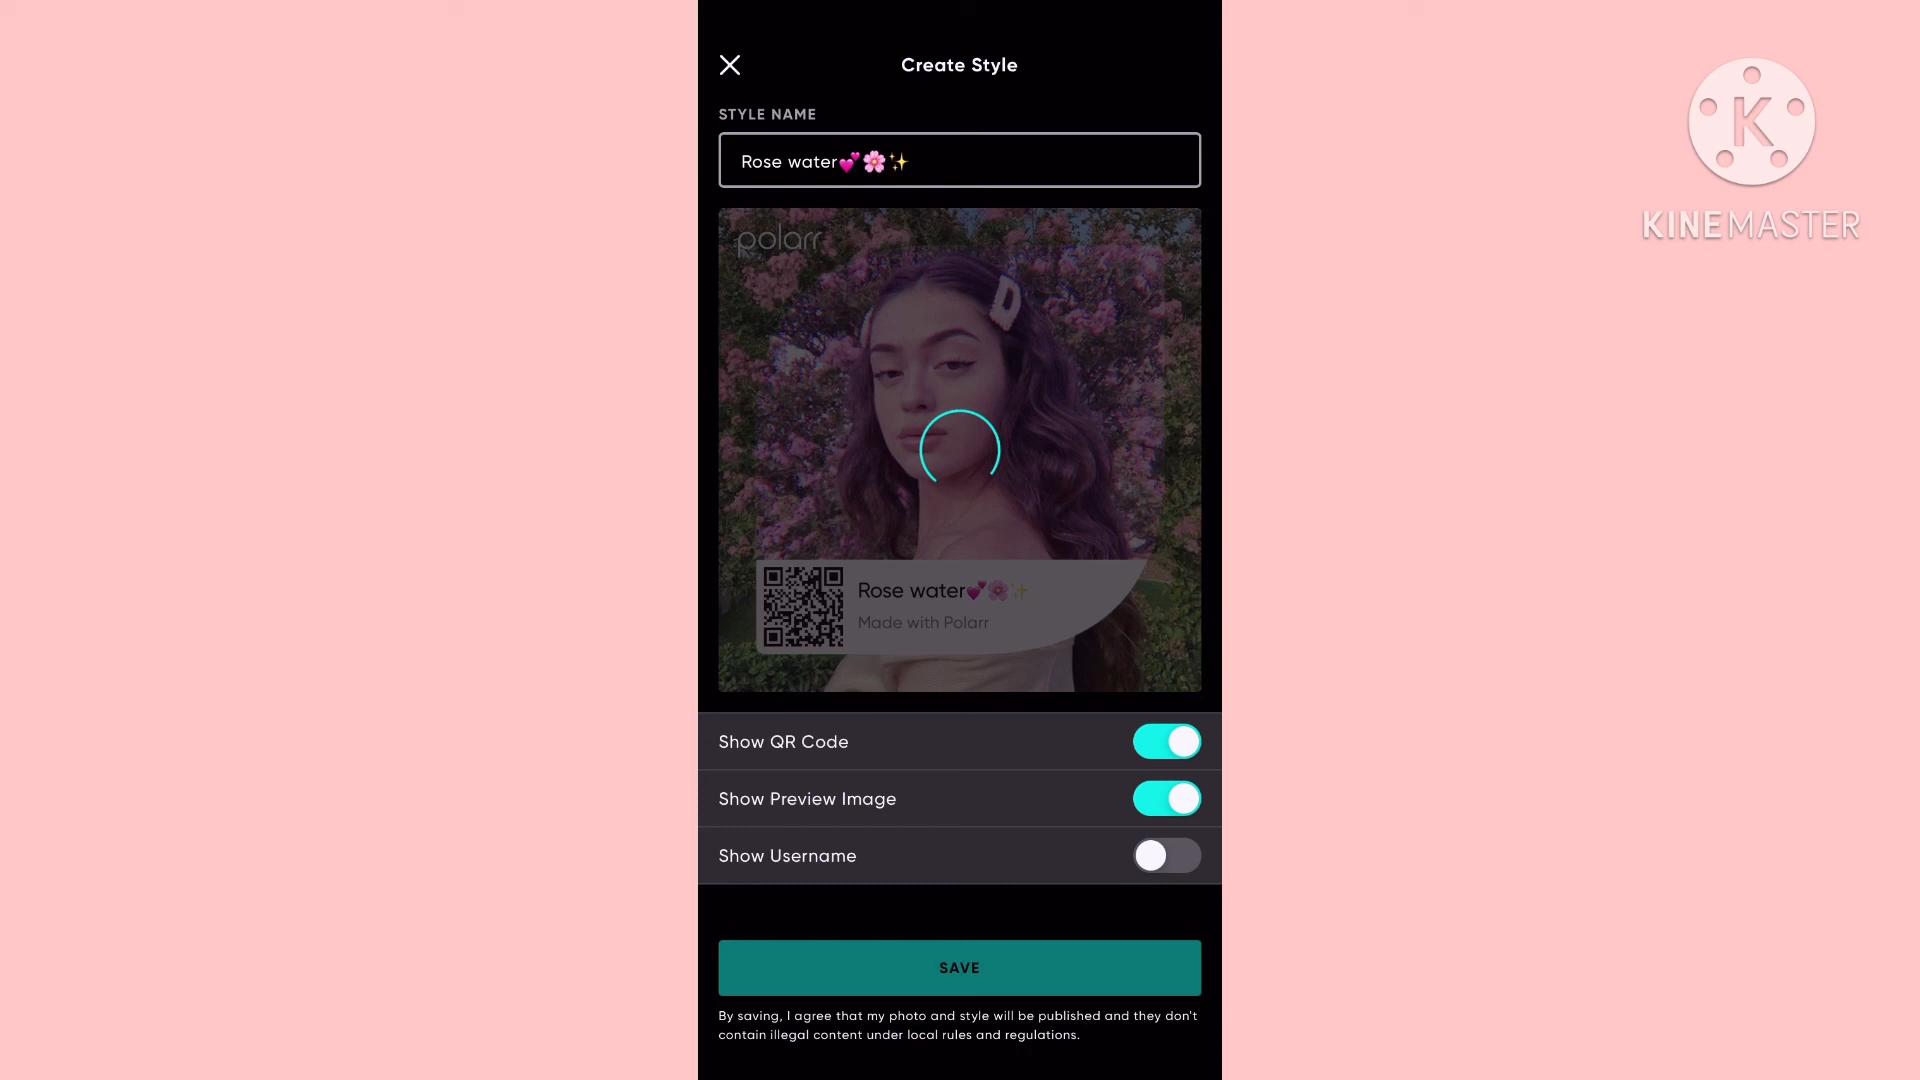 Create Style
STYLE NAME
Rose water💕🌸✨
polarr
Rose water💕🌸✨
Made with Polarr
Show QR Code
Show Preview Image
Show Username
SAVE
By saving, I agree that my photo and style will be published and they don't
contain illegal content under local rules and regulations.
K
KINEMASTER